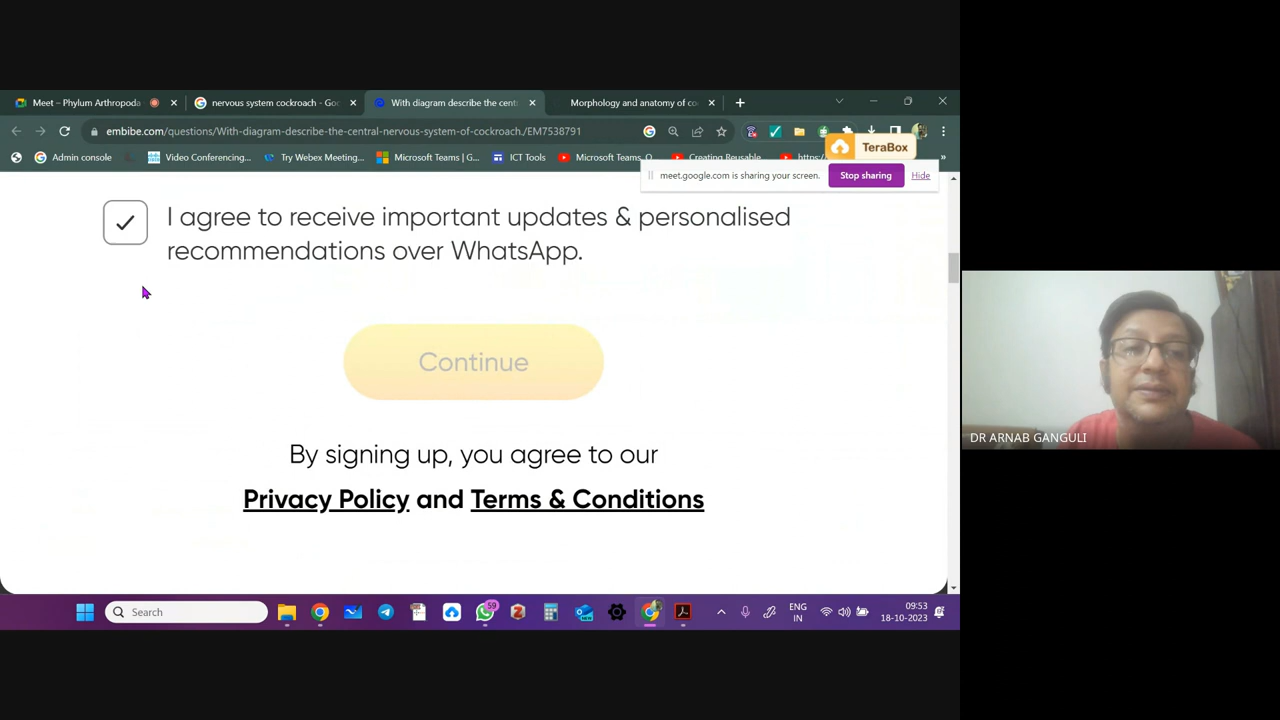 Meet – Phylum Arthropoda
nervous system cockroach - Goo
With diagram describe the cent
Morphology and anatomy of co
embibe.com/questions/With-diagram-describe-the-central-nervous-system-of-cockroach./EM7538791
TeraBox
Admin console
Video Conferencing...
Try Webex Meeting...
Microsoft Teams | G...
ICT Tools
Microsoft Teams
Creating Reusable
meet.google.com is sharing your screen.
Stop sharing
Hide
I agree to receive important updates & personalised
recommendations over WhatsApp.
Continue
By signing up, you agree to our
Privacy Policy and Terms & Conditions
DR ARNAB GANGULI
Search
59
ENG
IN
09:53
18-10-2023